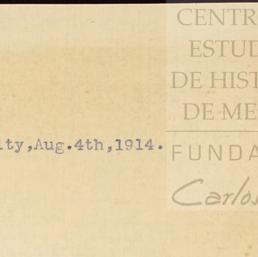 CENTR
ESTUD
DE HIST
DE ME
ity,Aug.4th,1914.
FUNDA
Carlos